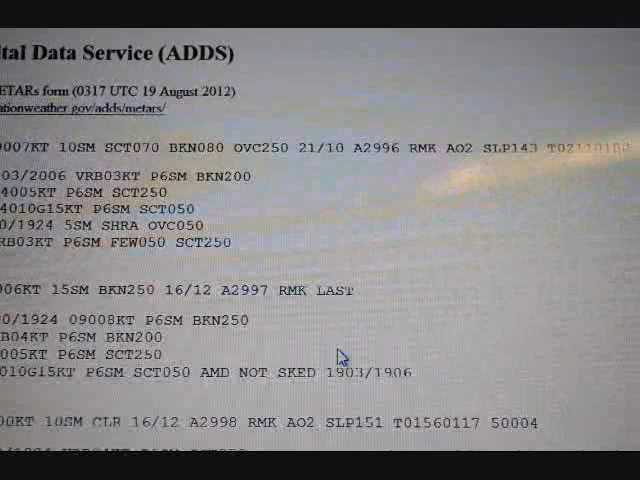 ital Data Service (ADDS)
ETARs form (0317 UTC 19 August 2012)
ationweather.gov/adds/metars/
0007KT 10SM SCT070 BKN080 OVC250 21/10 A2996 RMK AO2 SLP143
03/2006 VRB03KT P6SM BKN200
4005KT P6SM SCT250
4010G15KT P6SM SCT050
0/1924 5SM SHRA OVC050
RB03KT P6SM FEW050 SCT250
006KT 15SM BKN250 16/12 A2997 RMK LAST
0/1924 09008KT P6SM BKN250
B04KT P6SM BKN200
005KT P6SM SCT250
010G15KT P6SM SCT050 AMD NOT SKED 1903/1906
00KT 10SM CLR 16/12 A2998 RMK AO2 SLP151 T01560117 50004